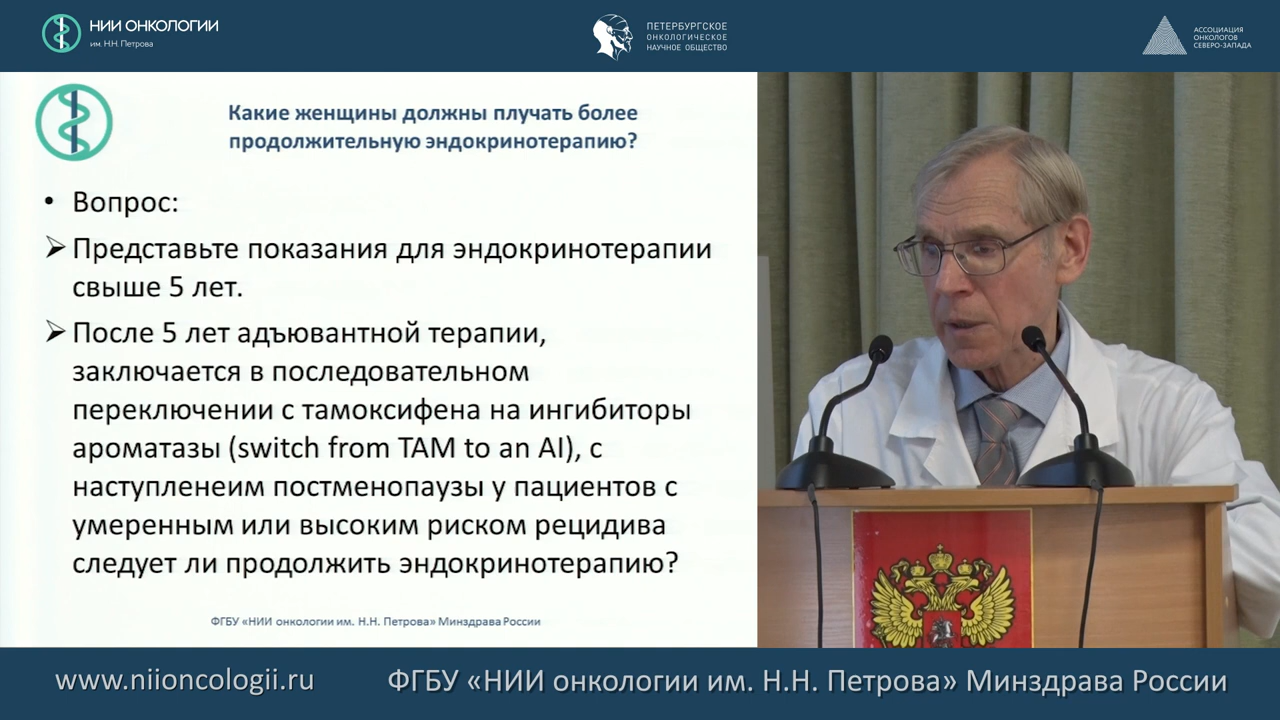 НИИ ОНКОЛОГИИ
им. Н.Н. Петрова
ПЕТЕРБУРГСКОЕ
ОНКОЛОГИЧЕСКОЕ
НАУЧНОЕ ОБЩЕСТВО
АССОЦИАЦИЯ
ОНКОЛОГОВ
СЕВЕРО-ЗАПАДА
Какие женщины должны плучать более
продолжительную эндокринотерапию?
• Вопрос:
➢ Представьте показания для эндокринотерапии
свыше 5 лет.
➢ После 5 лет адъювантной терапии,
заключается в последовательном
переключении с тамоксифена на ингибиторы
ароматазы (switch from TAM to an AI), с
наступленеим постменопаузы у пациентов с
умеренным или высоким риском рецидива
следует ли продолжить эндокринотерапию?
ФГБУ «НИИ онкологии им. Н.Н. Петрова» Минздрава России
www.niioncologii.ru
ФГБУ «НИИ онкологии им. Н.Н. Петрова» Минздрава России